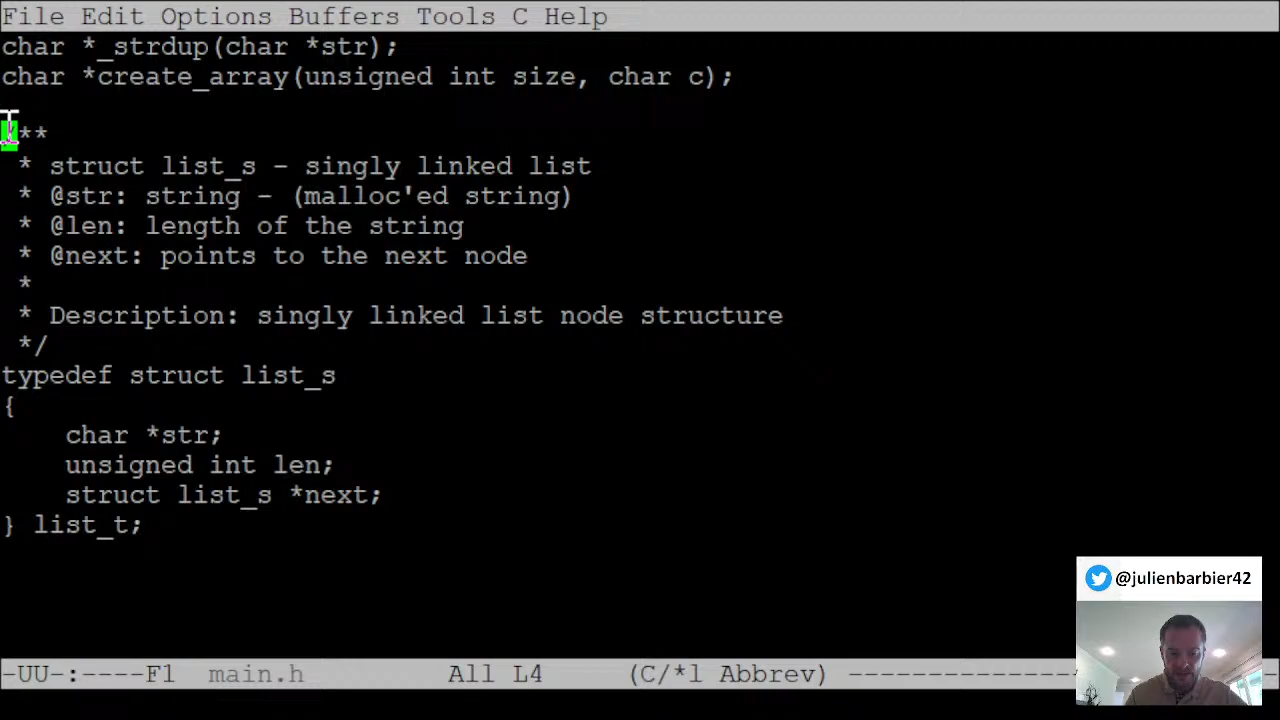 File Edit Options Buffers Tools C Help
char *_strdup(char *str);
char *create_array(unsigned int size, char c);
/**
 * struct list_s - singly linked list
 * @str: string - (malloc'ed string)
 * @len: length of the string
 * @next: points to the next node
 *
 * Description: singly linked list node structure
 */
typedef struct list_s
{
    char *str;
    unsigned int len;
    struct list_s *next;
} list_t;
@julienbarbier42
-UU-:----F1  main.h         All L4     (C/*l Abbrev) ---------------